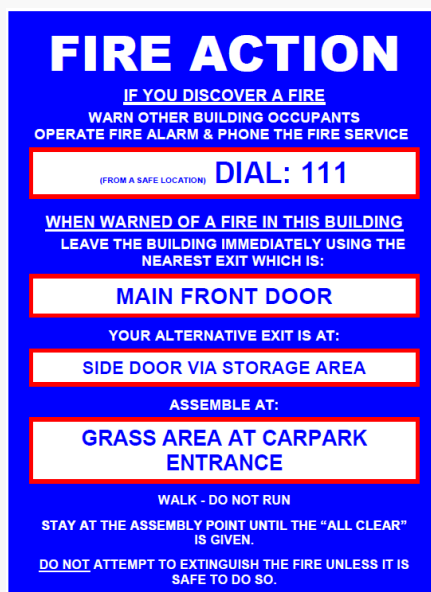 FIRE ACTION
IF YOU DISCOVER A FIRE
WARN OTHER BUILDING OCCUPANTS
OPERATE FIRE ALARM & PHONE THE FIRE SERVICE
(FROM A SAFE LOCATION) DIAL: 111
WHEN WARNED OF A FIRE IN THIS BUILDING
LEAVE THE BUILDING IMMEDIATELY USING THE
NEAREST EXIT WHICH IS:
MAIN FRONT DOOR
YOUR ALTERNATIVE EXIT IS AT:
SIDE DOOR VIA STORAGE AREA
ASSEMBLE AT:
GRASS AREA AT CARPARK
ENTRANCE
WALK - DO NOT RUN
STAY AT THE ASSEMBLY POINT UNTIL THE “ALL CLEAR”
IS GIVEN.
DO NOT ATTEMPT TO EXTINGUISH THE FIRE UNLESS IT IS
SAFE TO DO SO.